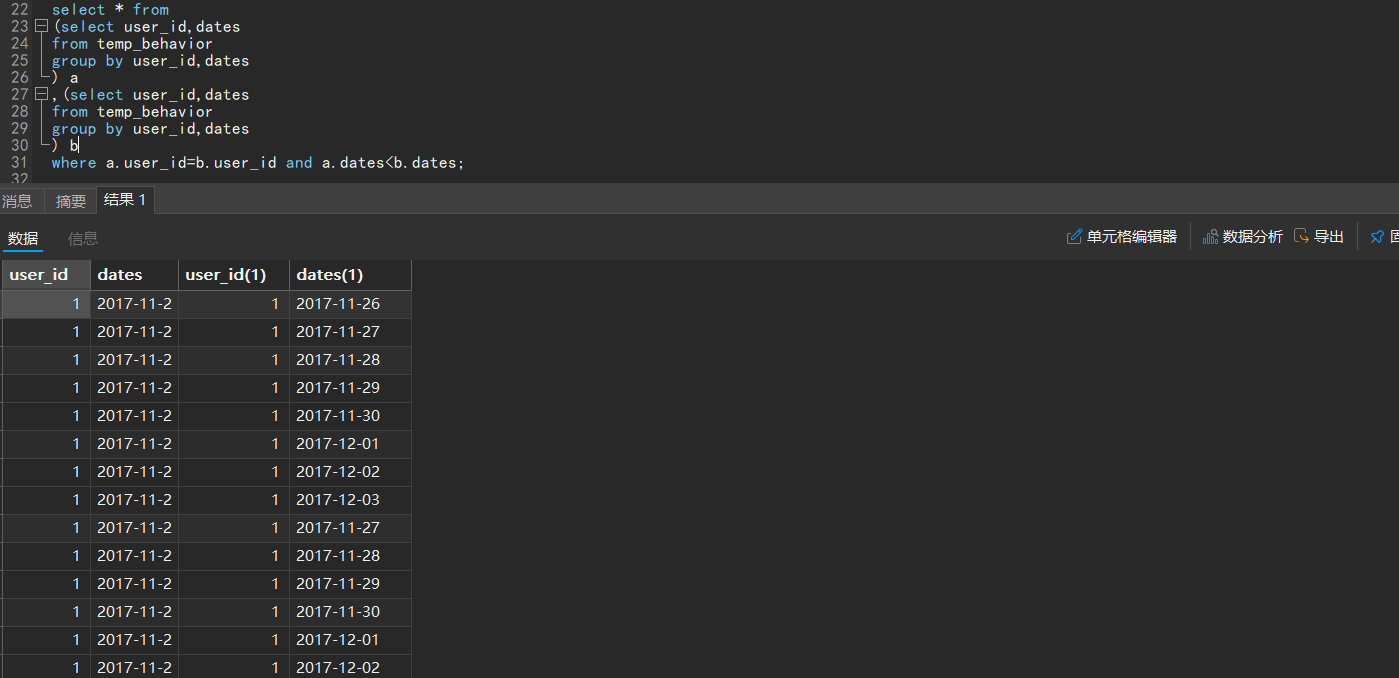 22 select * from
23 (select user_id,dates
24 from temp_behavior
25 group by user_id,dates
26 ) a
27 ,(select user_id,dates
28 from temp_behavior
29 group by user_id,dates
30 ) b
31 where a.user_id=b.user_id and a.dates<b.dates;
32
消息 摘要 结果 1
数据 信息 单元格编辑器 数据分析 导出
user_id dates user_id(1) dates(1)
1 2017-11-2 1 2017-11-26
1 2017-11-2 1 2017-11-27
1 2017-11-2 1 2017-11-28
1 2017-11-2 1 2017-11-29
1 2017-11-2 1 2017-11-30
1 2017-11-2 1 2017-12-01
1 2017-11-2 1 2017-12-02
1 2017-11-2 1 2017-12-03
1 2017-11-2 1 2017-11-27
1 2017-11-2 1 2017-11-28
1 2017-11-2 1 2017-11-29
1 2017-11-2 1 2017-11-30
1 2017-11-2 1 2017-12-01
1 2017-11-2 1 2017-12-02